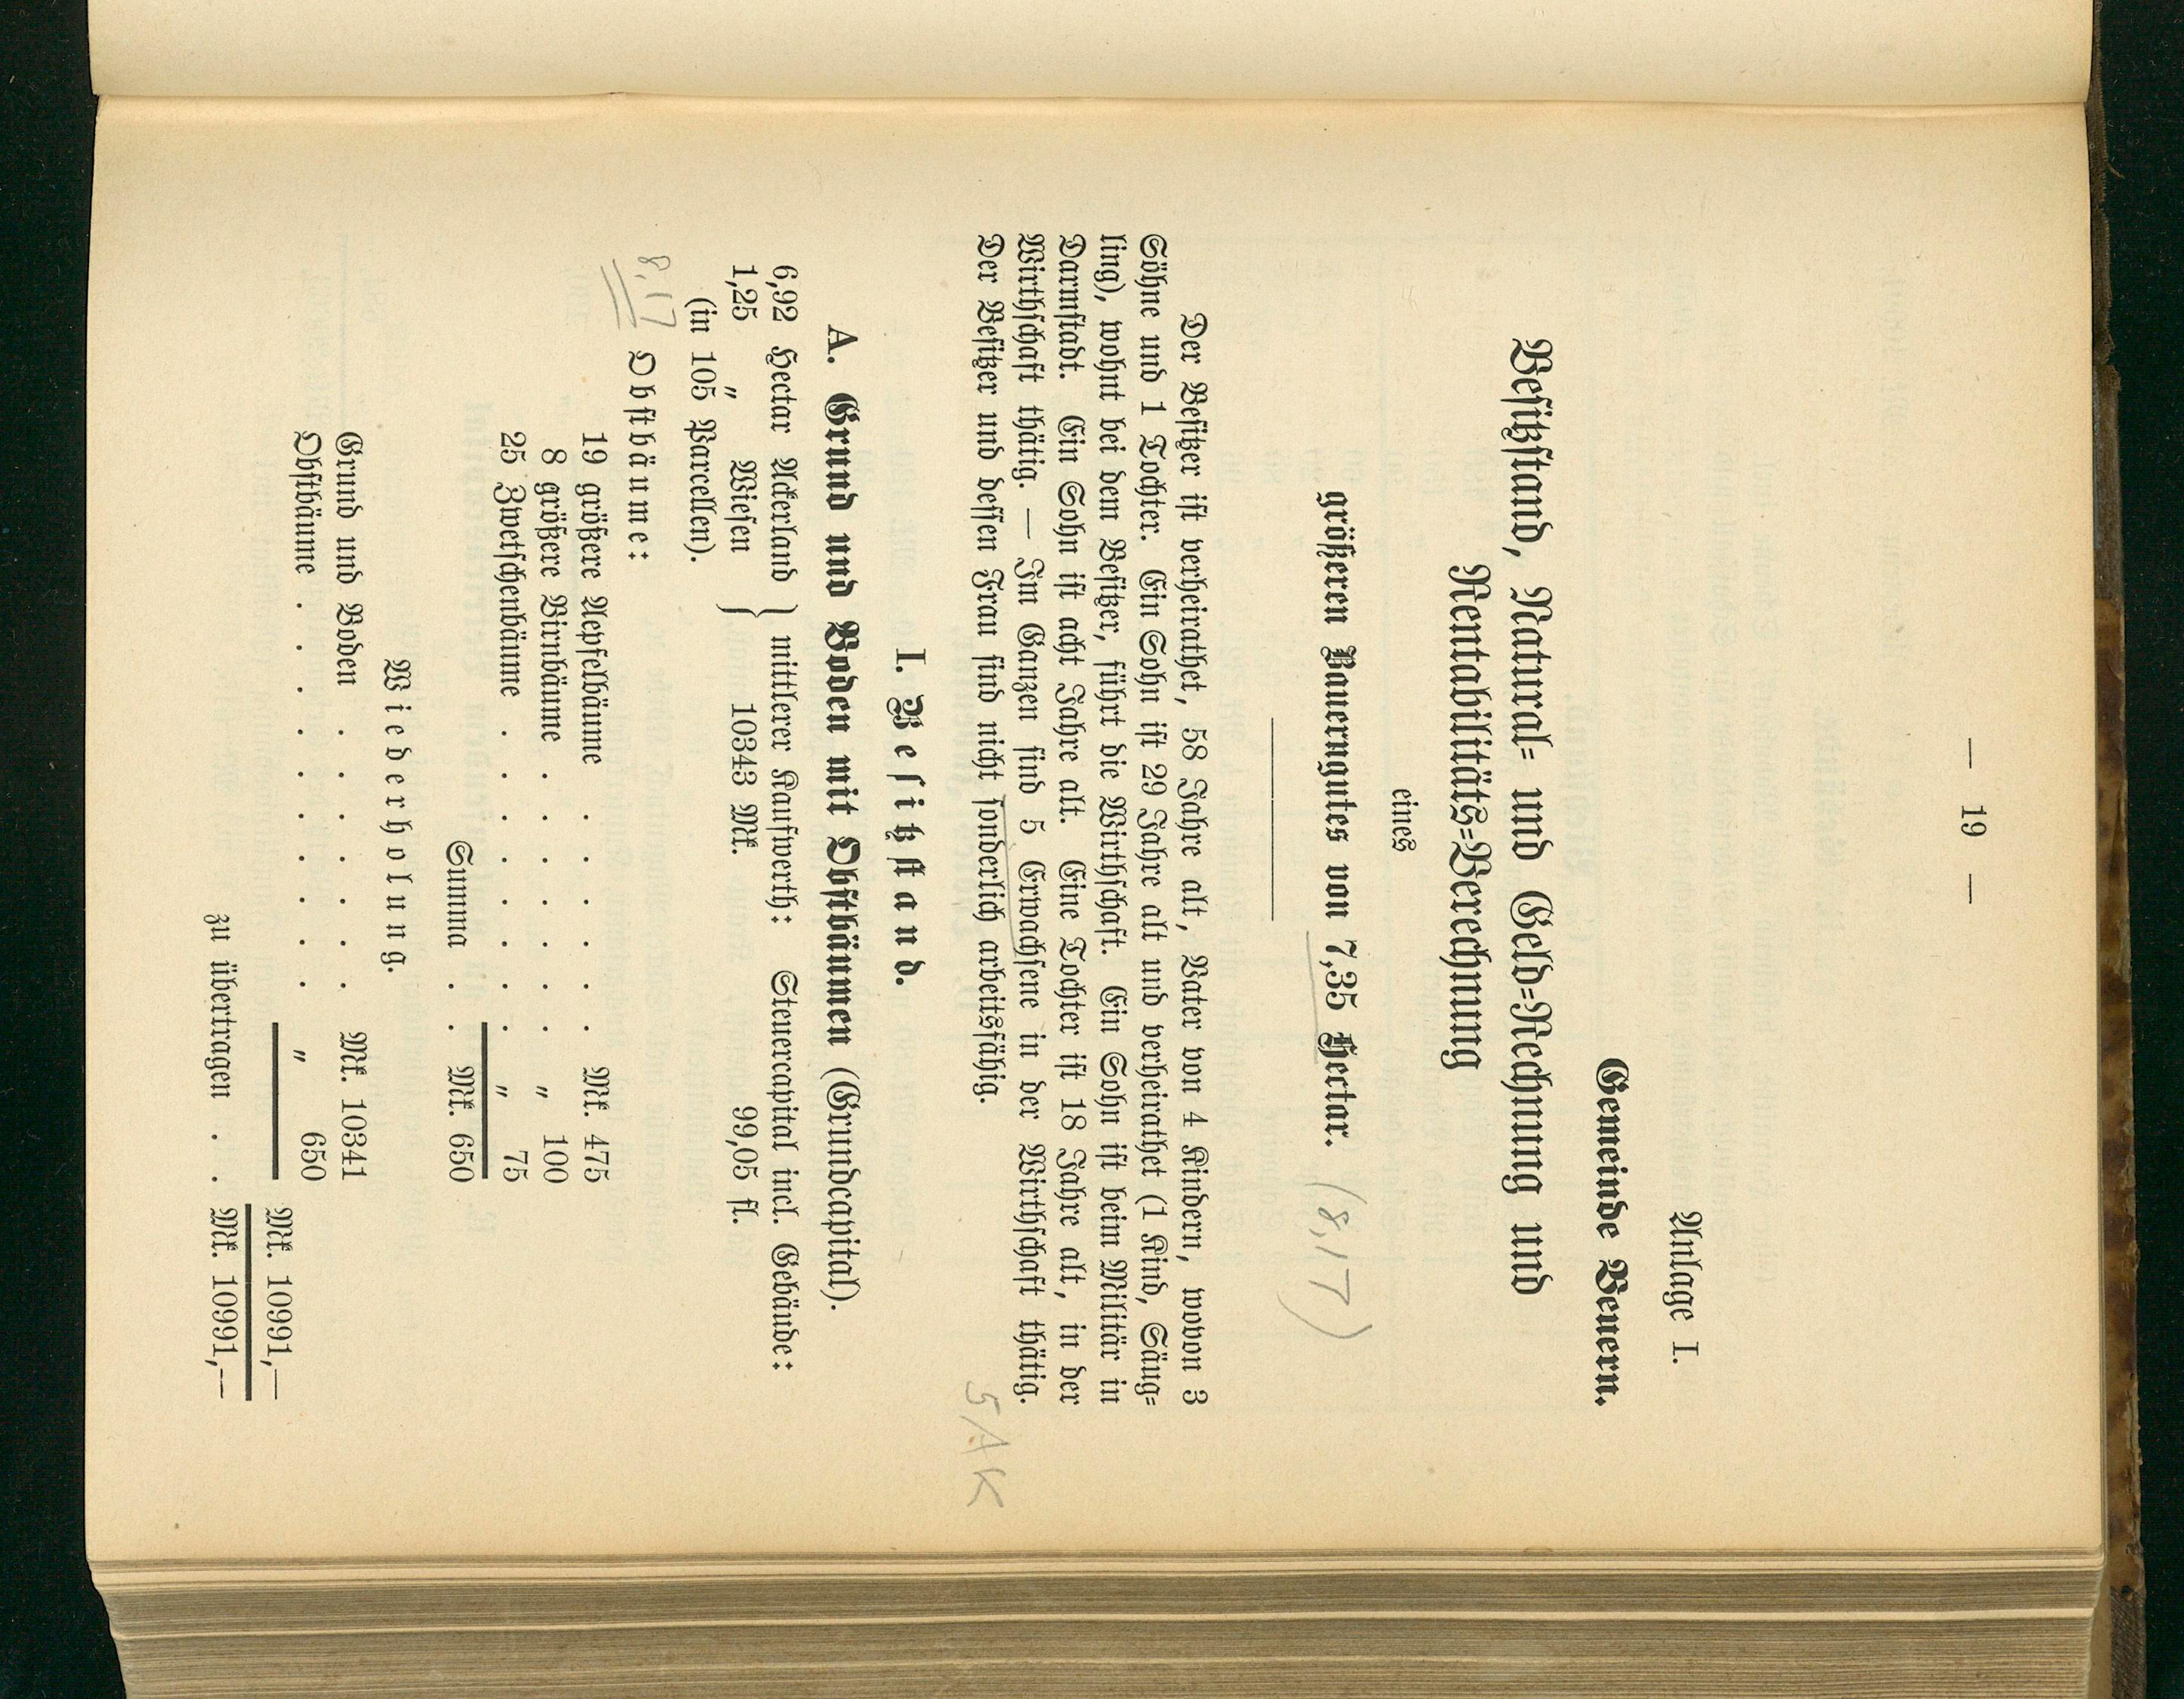 — 19 —
Anlage I.
Gemeinde Beuern.
Besitzstand, Natural= und Geld=Rechnung und
Rentabilitäts=Berechnung
eines
größeren Bauerngutes von 7,35 Hectar. (8,17)
Der Besitzer ist verheirathet, 58 Jahre alt, Vater von 4 Kindern, wovon 3
Söhne und 1 Tochter. Ein Sohn ist 29 Jahre alt und verheirathet (1 Kind, Säug=
ling), wohnt bei dem Besitzer, führt die Wirthschaft. Ein Sohn ist beim Militär in
Darmstadt. Ein Sohn ist acht Jahre alt. Eine Tochter ist 18 Jahre alt, in der
Wirthschaft thätig. — Im Ganzen sind 5 Erwachsene in der Wirthschaft thätig.
Der Besitzer und dessen Frau sind nicht sonderlich arbeitsfähig.
5 AK
I. Besitzstand.
A. Grund und Boden mit Obstbäumen (Grundcapital).
6,92 Hectar Ackerland } mittlerer Kaufwerth: Steuercapital incl. Gebäude:
1,25 " Wiesen } 10343 Mk. 99,05 fl.
(in 105 Parcellen).
8,17
Obstbäume:
19 größere Aepfelbäume . . . . . . Mk. 475
8 größere Birnbäume . . . . . . . " 100
25 Zwetschenbäume . . . . . . . . " 75
Summa . . Mk. 650
Wiederholung.
Grund und Boden . . . . . . . Mk. 10341
Obstbäume . . . . . . . . . . " 650
Mk. 10991,—
zu übertragen . . Mk. 10991,—